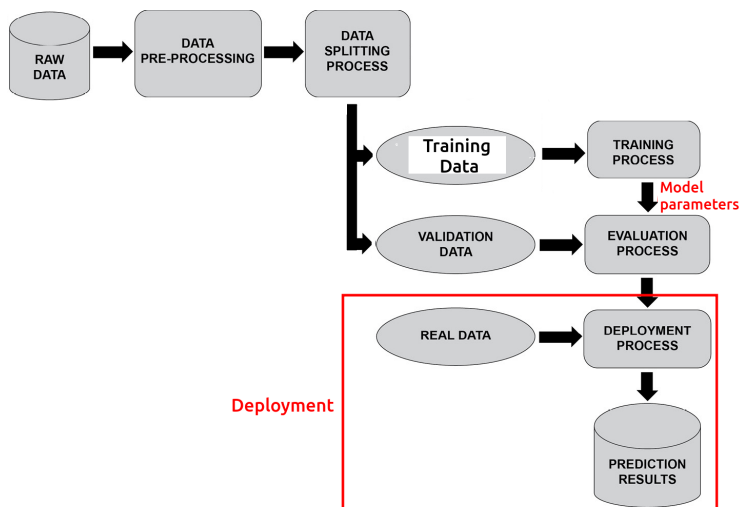 RAW
DATA
DATA
PRE-PROCESSING
DATA
SPLITTING
PROCESS
Training
Data
TRAINING
PROCESS
Model
parameters
VALIDATION
DATA
EVALUATION
PROCESS
REAL DATA
DEPLOYMENT
PROCESS
Deployment
PREDICTION
RESULTS